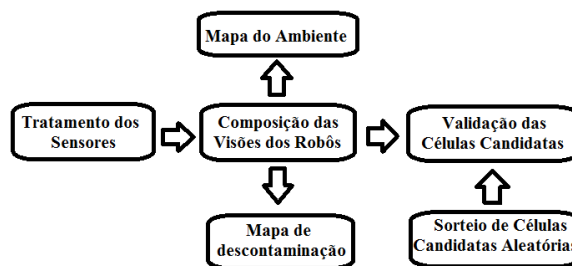 Mapa do Ambiente
Tratamento dos
Sensores
Composição das
Visões dos Robôs
Validação das
Células Candidatas
Mapa de
descontaminação
Sorteio de Células
Candidatas Aleatórias